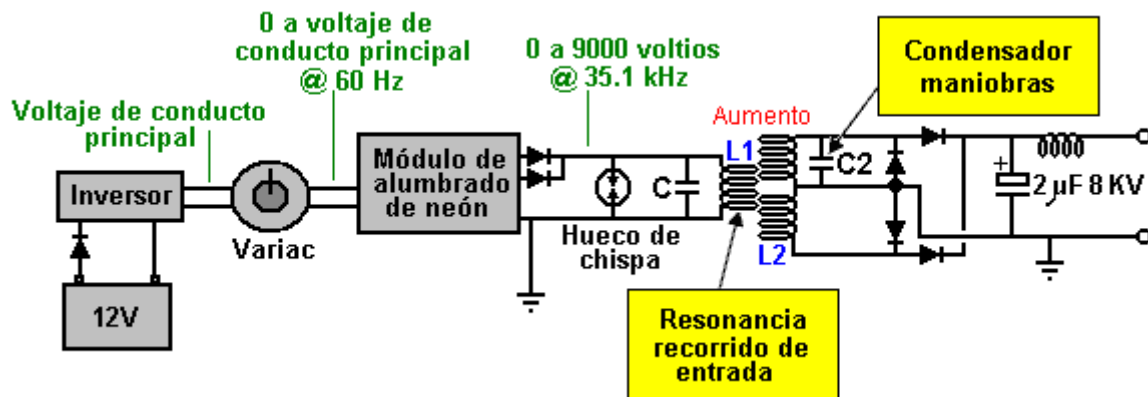 0 a voltaje de
conducto principal
@ 60 Hz
0 a 9000 voltios
@ 35.1 kHz
Condensador
maniobras
Voltaje de conducto
principal
Aumento
L1
Módulo de
alumbrado
de neón
Inversor
C
C2
+
2 µF 8 KV
Variac
Hueco de
chispa
L2
12V
Resonancia
recorrido de
entrada